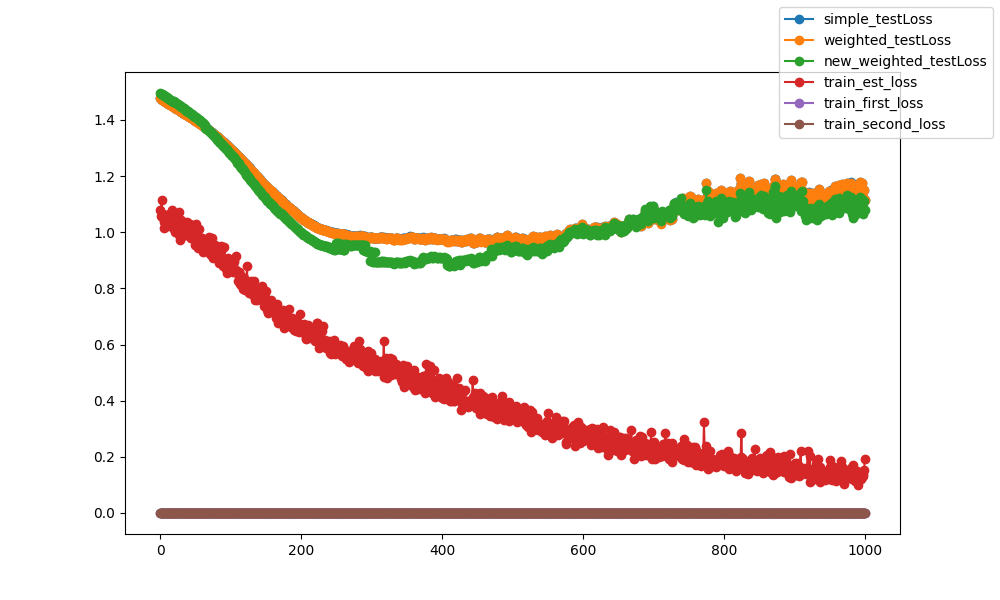 simple_testLoss
weighted_testLoss
new_weighted_testLoss
train_est_loss
train_first_loss
train_second_loss
1.4
1.2
1.0
0.8
0.6
0.4
0.2
0.0
0 200 400 600 800 1000